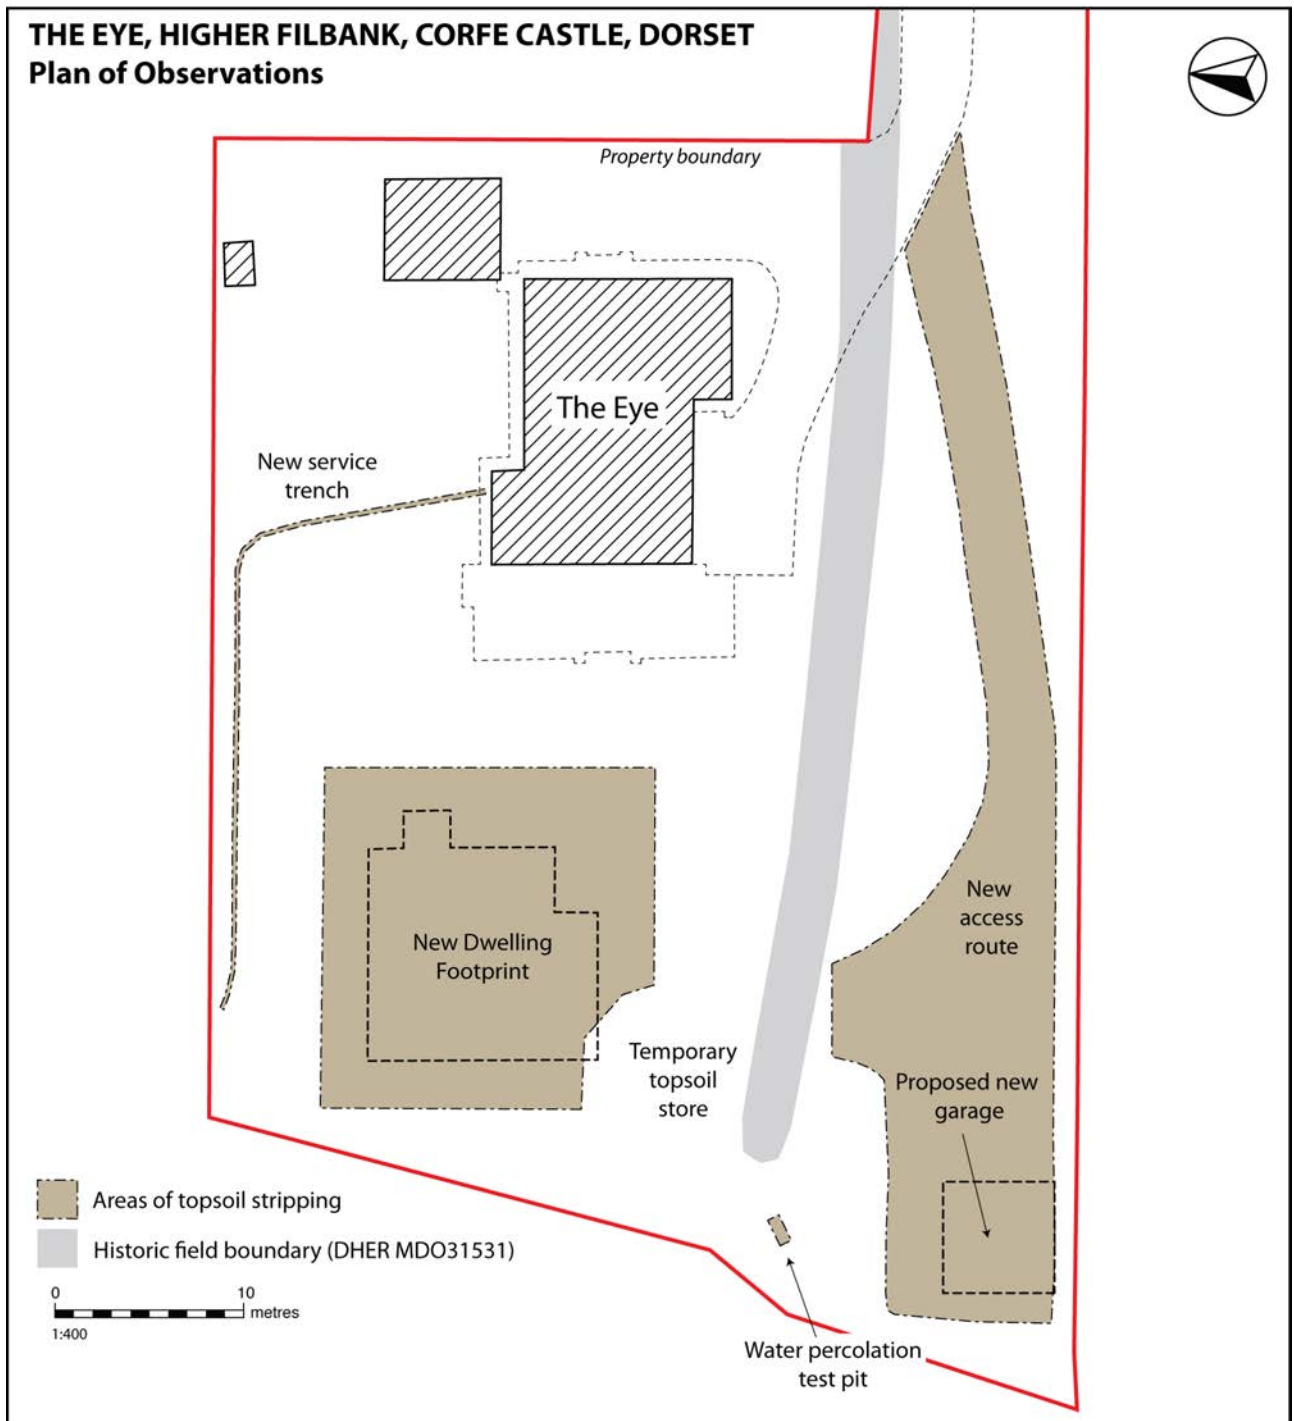 THE EYE, HIGHER FILBANK, CORFE CASTLE, DORSET
Plan of Observations
Property boundary
The Eye
New service
trench
New
access
route
New Dwelling
Footprint
Temporary
topsoil
store
Proposed new
garage
Areas of topsoil stripping
Historic field boundary (DHER MDO31531)
0 10
metres
1:400
Water percolation
test pit